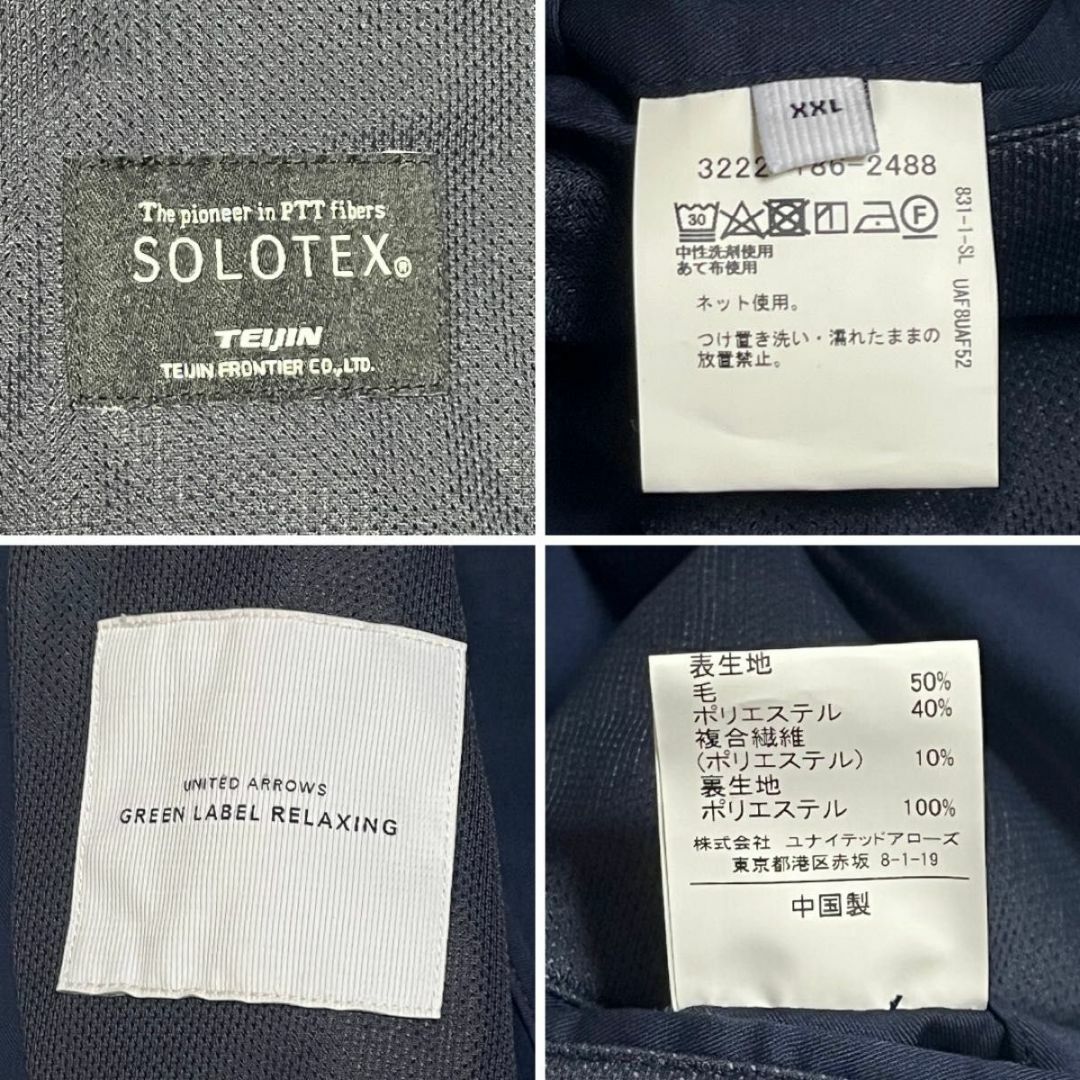 The pioneer in PTT fibers
SOLOTEX®
TEIJIN
TEIJIN FRONTIER CO.,LTD.
XXL
3222 186-2488
30
F
中性洗剤使用
あて布使用
ネット使用。
つけ置き洗い・濡れたままの
放置禁止。
831-1-SL UAF8UAF52
UNITED ARROWS
GREEN LABEL RELAXING
表生地
毛 50%
ポリエステル 40%
複合繊維
(ポリエステル) 10%
裏生地
ポリエステル 100%
株式会社 ユナイテッドアローズ
東京都港区赤坂 8-1-19
中国製